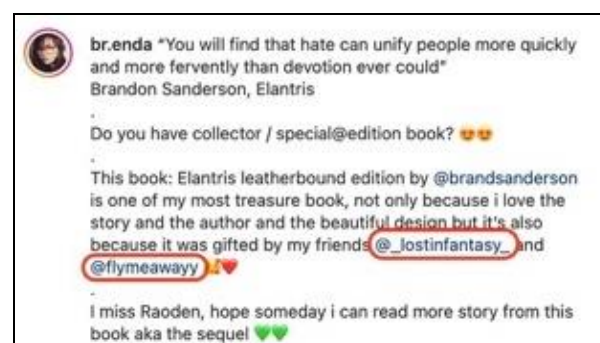 br.enda "You will find that hate can unify people more quickly
and more fervently than devotion ever could"
Brandon Sanderson, Elantris
.
Do you have collector / special@edition book? 😍😍
.
This book: Elantris leatherbound edition by @brandsanderson
is one of my most treasure book, not only because i love the
story and the author and the beautiful design but it's also
because it was gifted by my friends @_lostinfantasy_ and
@flymeawayy 🥰❤️
.
I miss Raoden, hope someday i can read more story from this
book aka the sequel 💚💚